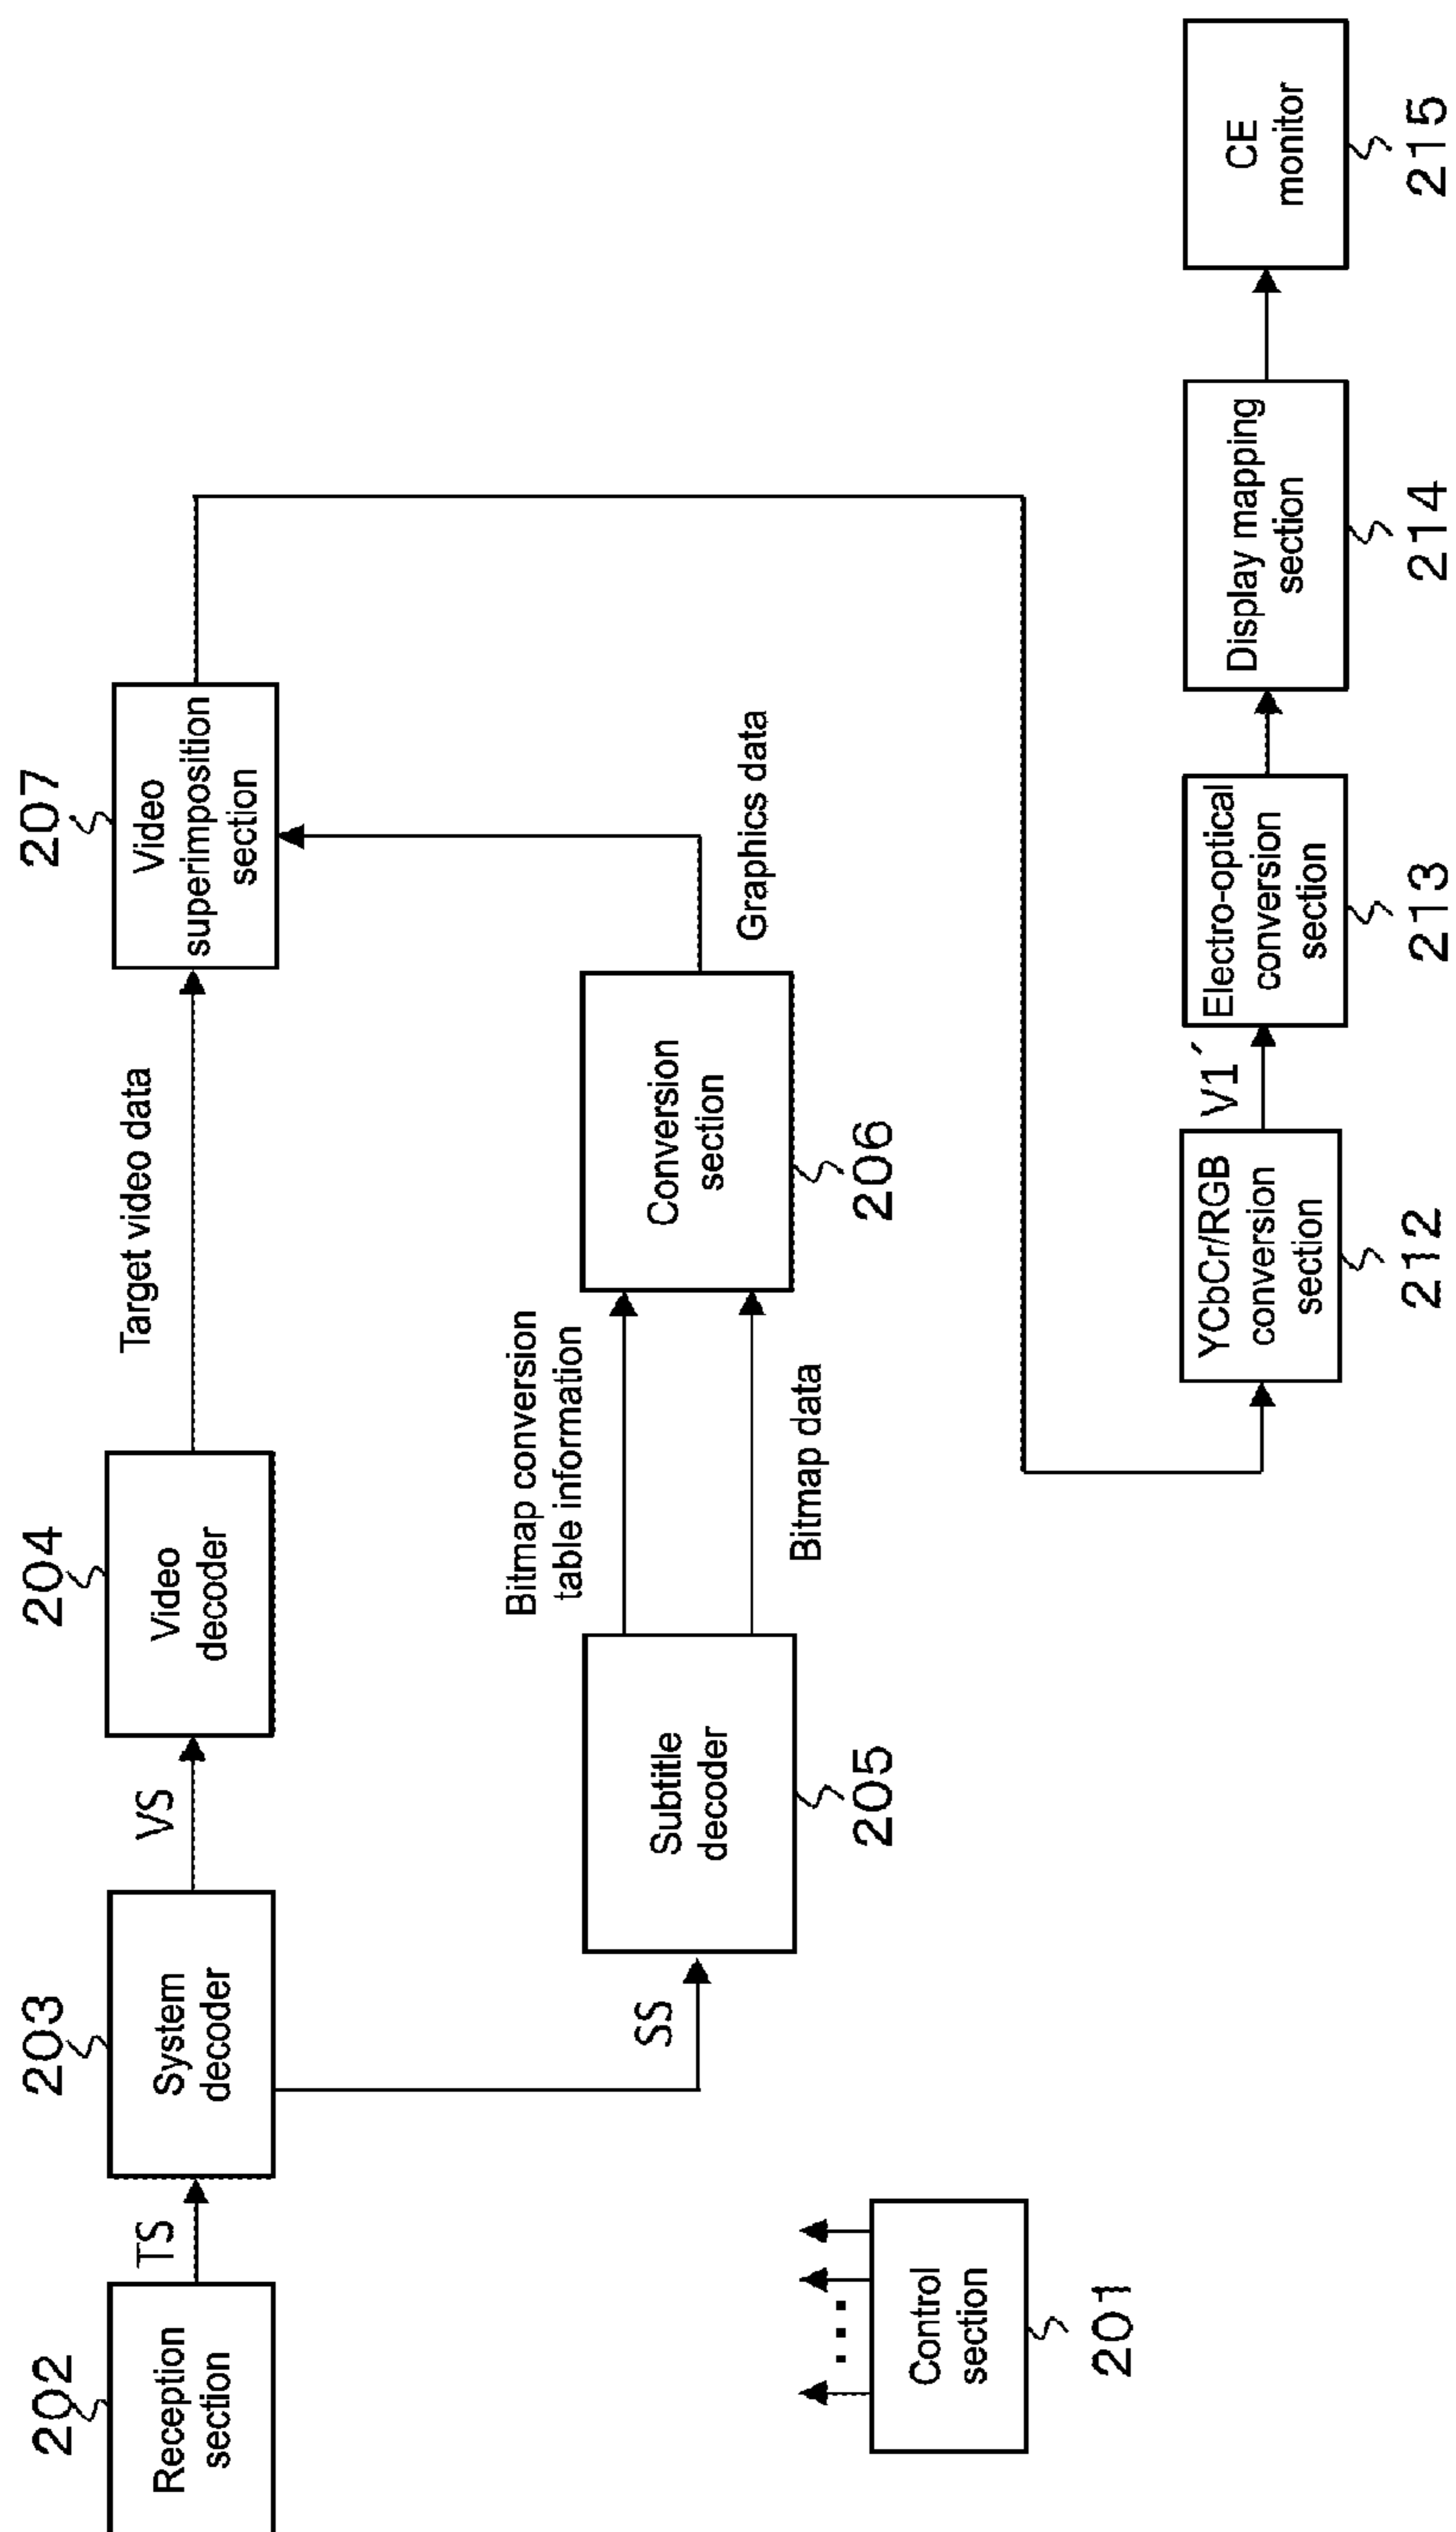 202
Reception
section
TS
203
System
decoder
VS
204
Video
decoder
Target video data
207
Video
superimposition
section
SS
Subtitle
decoder
205
Bitmap conversion
table information
Bitmap data
Conversion
section
206
Graphics data
Control
section
201
YCbCr/RGB
conversion
section
212
V1´
Electro-optical
conversion
section
213
Display mapping
section
214
CE
monitor
215